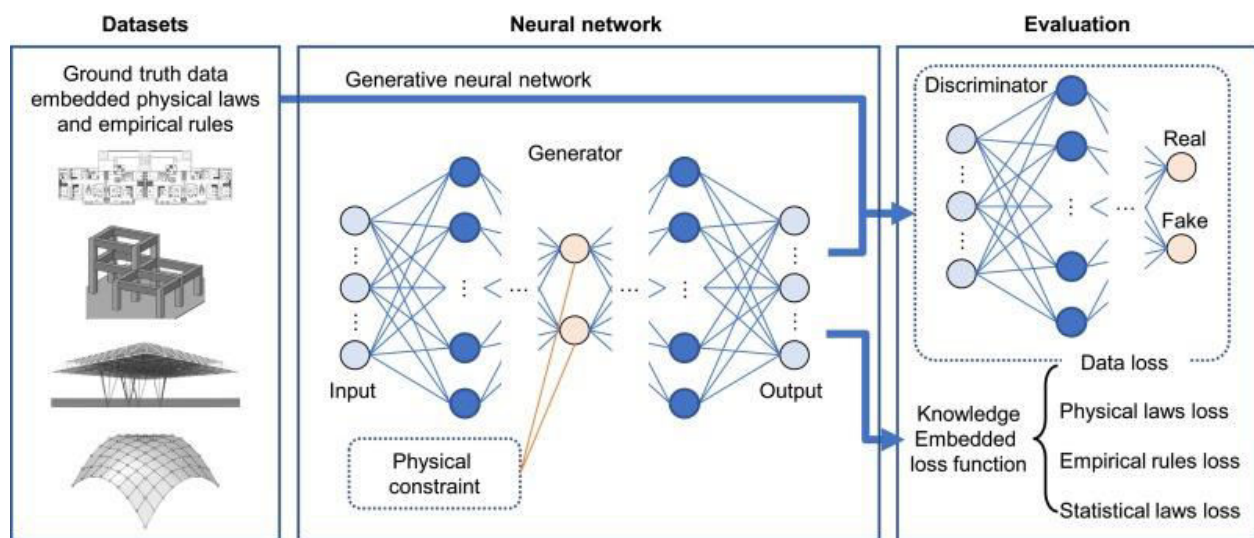 Datasets
Neural network
Evaluation
Ground truth data
embedded physical laws
and empirical rules
Generative neural network
Generator
Input
Output
Physical
constraint
Discriminator
Real
Fake
Data loss
Knowledge
Embedded
loss function
Physical laws loss
Empirical rules loss
Statistical laws loss